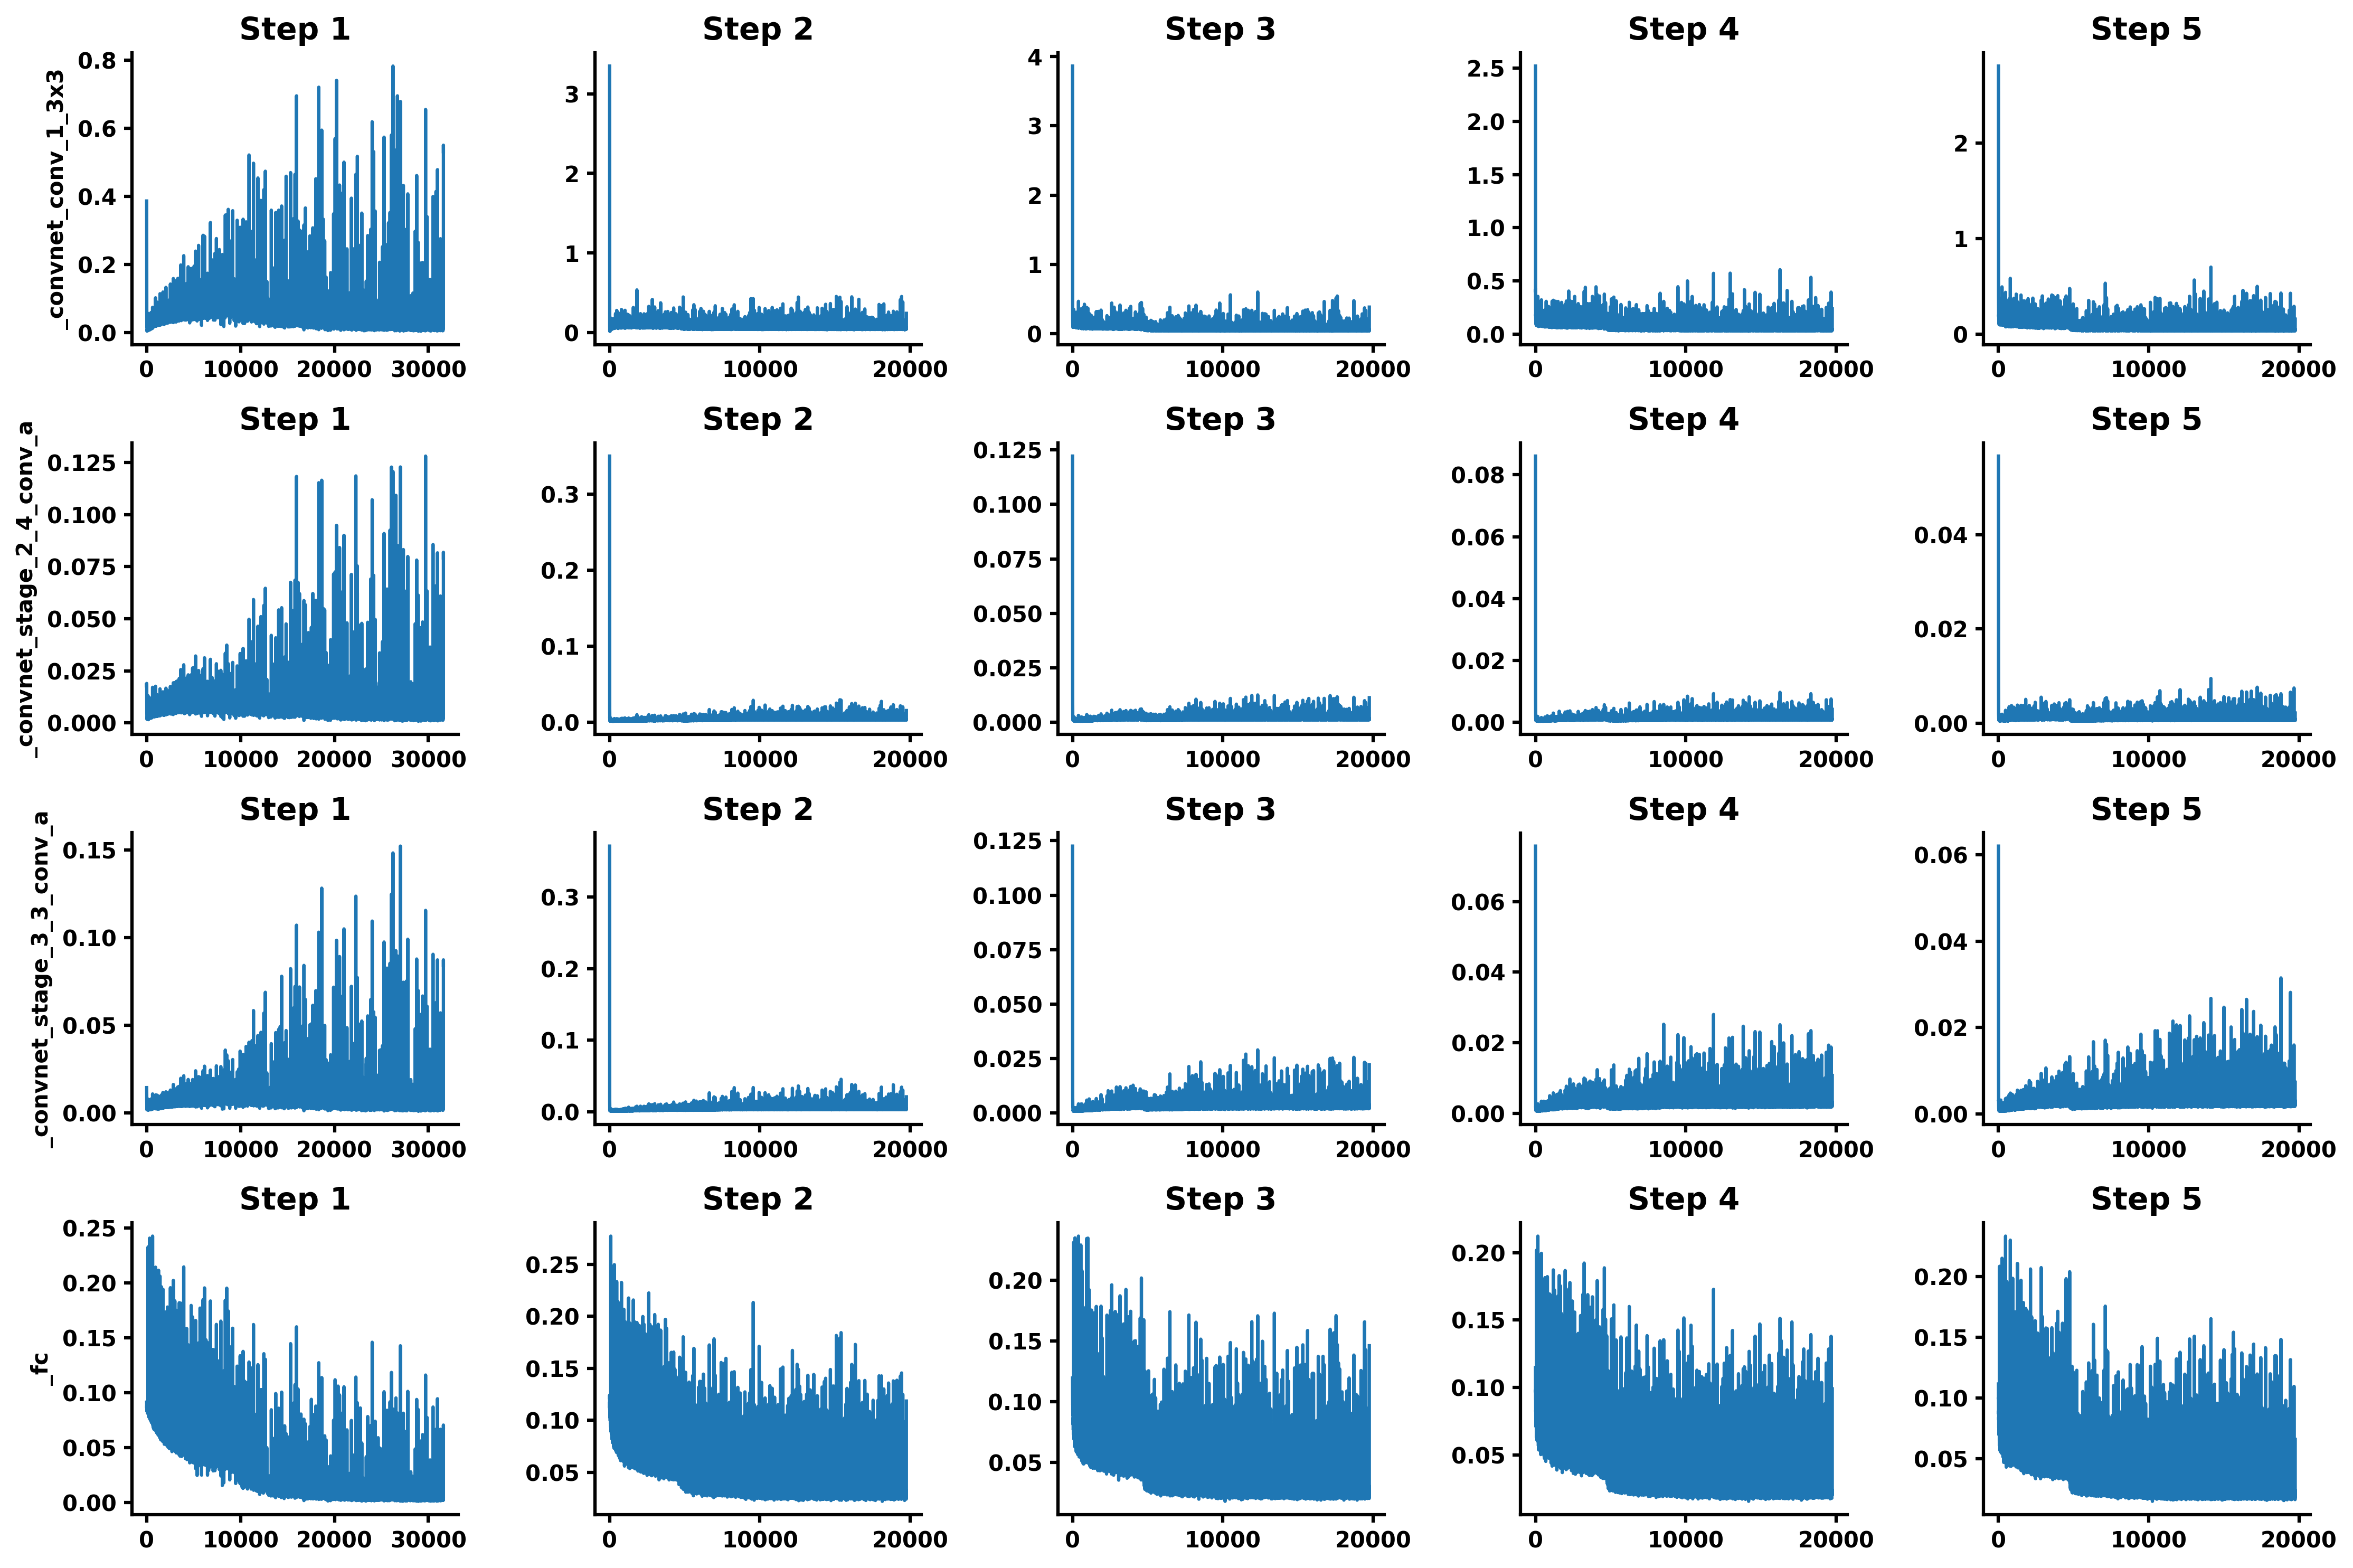 Step 1 Step 2 Step 3 Step 4 Step 5
_convnet_conv_1_3x3
0.8 0.6 0.4 0.2 0.0
3 2 1 0
4 3 2 1 0
2.5 2.0 1.5 1.0 0.5 0.0
2 1 0
0 10000 20000 30000 0 10000 20000 0 10000 20000 0 10000 20000 0 10000 20000
Step 1 Step 2 Step 3 Step 4 Step 5
_convnet_stage_2_4_conv_a
0.125 0.100 0.075 0.050 0.025 0.000
0.3 0.2 0.1 0.0
0.125 0.100 0.075 0.050 0.025 0.000
0.08 0.06 0.04 0.02 0.00
0.04 0.02 0.00
0 10000 20000 30000 0 10000 20000 0 10000 20000 0 10000 20000 0 10000 20000
Step 1 Step 2 Step 3 Step 4 Step 5
_convnet_stage_3_3_conv_a
0.15 0.10 0.05 0.00
0.3 0.2 0.1 0.0
0.125 0.100 0.075 0.050 0.025 0.000
0.06 0.04 0.02 0.00
0.06 0.04 0.02 0.00
0 10000 20000 30000 0 10000 20000 0 10000 20000 0 10000 20000 0 10000 20000
Step 1 Step 2 Step 3 Step 4 Step 5
_fc
0.25 0.20 0.15 0.10 0.05 0.00
0.25 0.20 0.15 0.10 0.05
0.20 0.15 0.10 0.05
0.20 0.15 0.10 0.05
0.20 0.15 0.10 0.05
0 10000 20000 30000 0 10000 20000 0 10000 20000 0 10000 20000 0 10000 20000